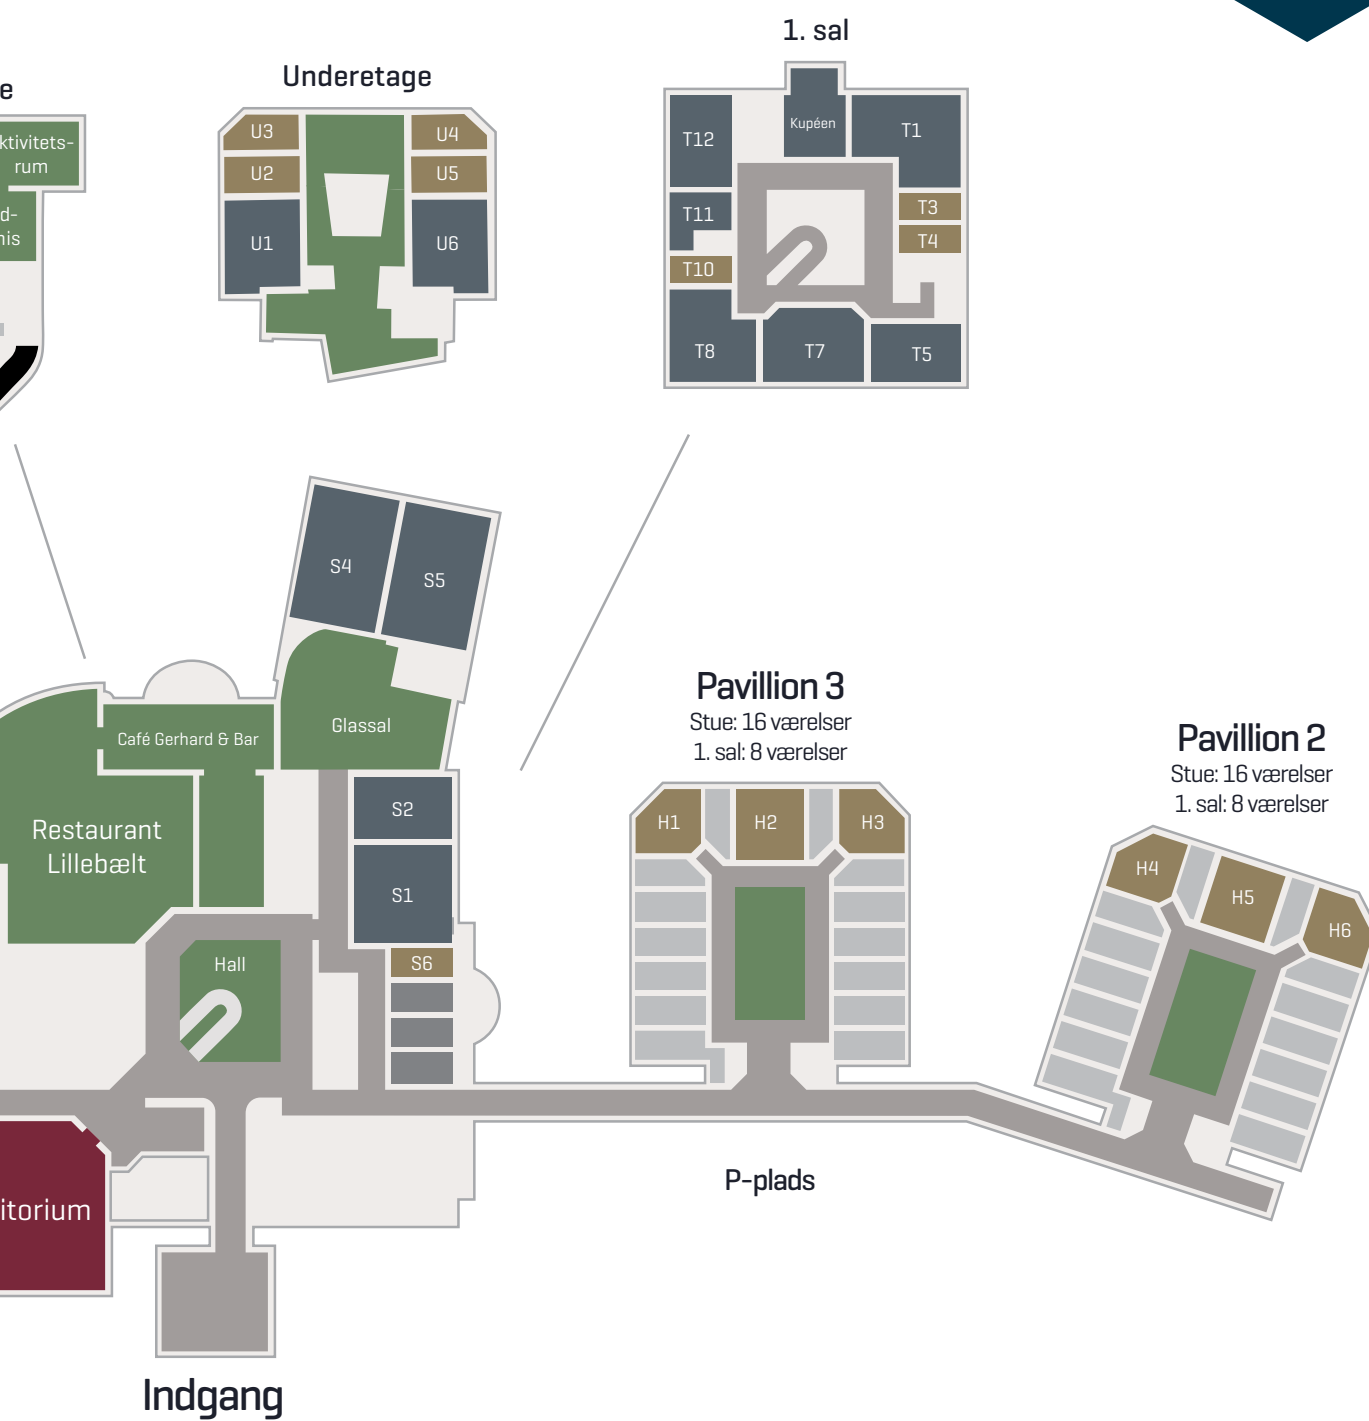 1. sal
Underetage
e
ktivitets-
rum
d-
nis
U3
U4
U2
U5
U1
U6
Kupéen
T12
T1
T11
T3
T4
T10
T8
T7
T5
S4
S5
Glassal
Café Gerhard & Bar
Restaurant
Lillebælt
S2
S1
S6
Hall
Pavillion 3
Stue: 16 værelser
1. sal: 8 værelser
H1
H2
H3
Pavillion 2
Stue: 16 værelser
1. sal: 8 værelser
H4
H5
H6
P-plads
itorium
Indgang